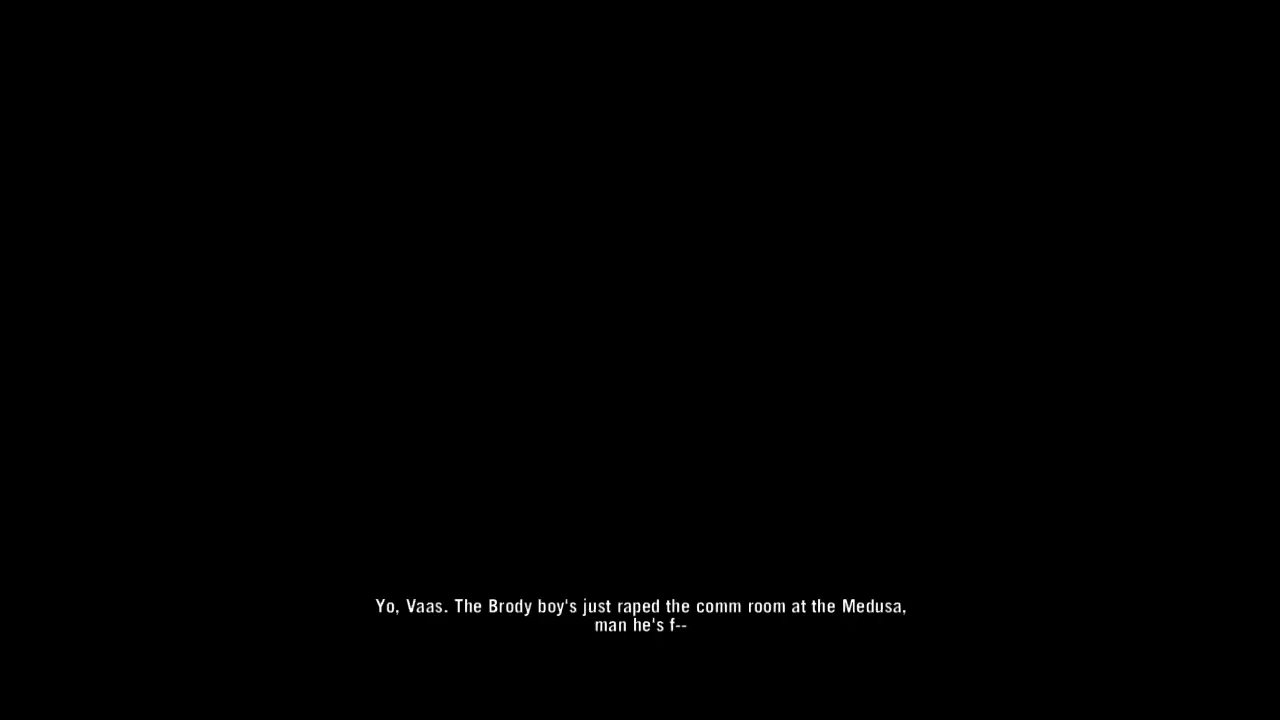 Yo, Vaas. The Brody boy's just raped the comm room at the Medusa,
man he's f--